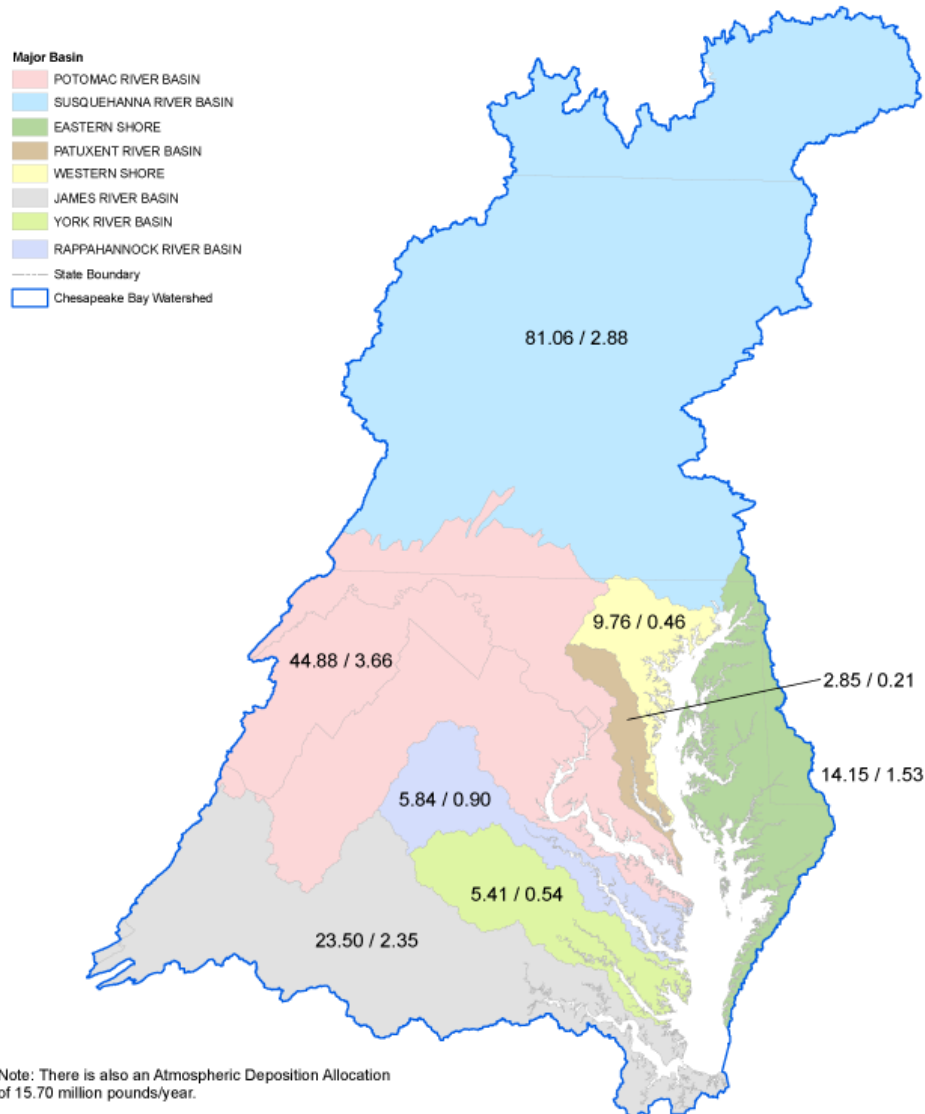 Major Basin
POTOMAC RIVER BASIN
SUSQUEHANNA RIVER BASIN
EASTERN SHORE
PATUXENT RIVER BASIN
WESTERN SHORE
JAMES RIVER BASIN
YORK RIVER BASIN
RAPPAHANNOCK RIVER BASIN
State Boundary
Chesapeake Bay Watershed
81.06 / 2.88
9.76 / 0.46
44.88 / 3.66
2.85 / 0.21
14.15 / 1.53
5.84 / 0.90
5.41 / 0.54
23.50 / 2.35
Note: There is also an Atmospheric Deposition Allocation
of 15.70 million pounds/year.